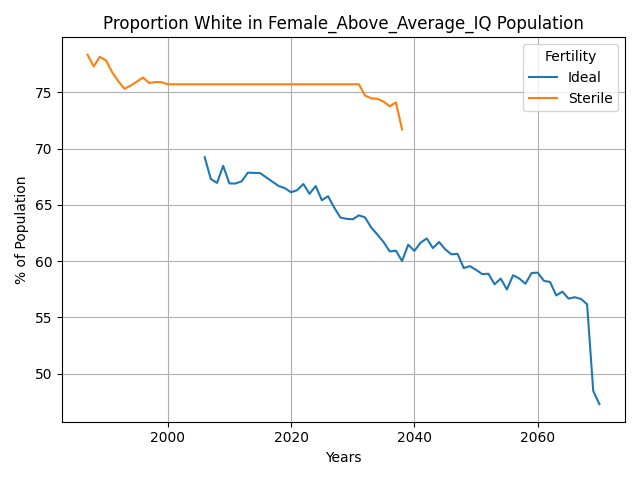 Proportion White in Female_Above_Average_IQ Population
Fertility
Ideal
Sterile
% of Population
75
70
65
60
55
50
2000
2020
2040
2060
Years